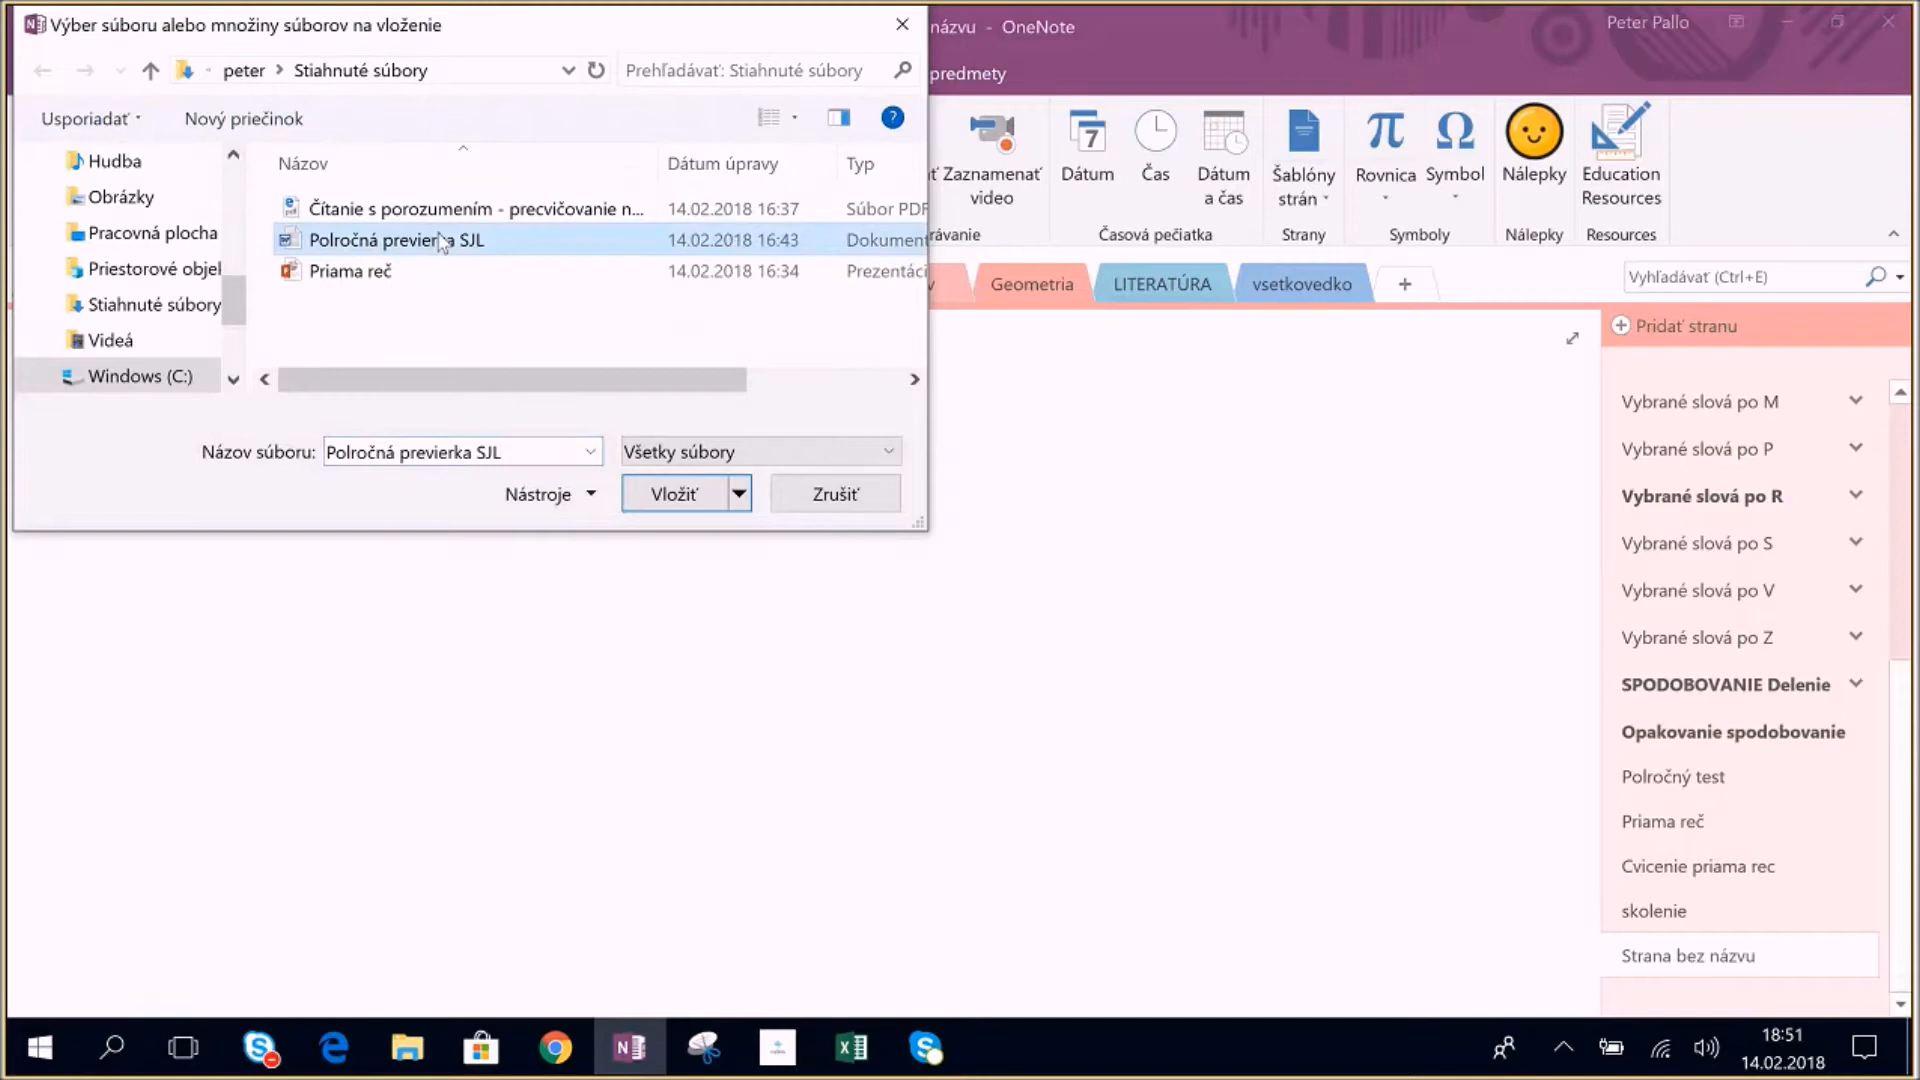 Výber súboru alebo množiny súborov na vloženie
názvu - OneNote
Peter Pallo
peter > Stiahnuté súbory
Prehľadávať: Stiahnuté súbory
predmety
Usporiadať
Nový priečinok
?
Hudba
Obrázky
Pracovná plocha
Priestorové objel
Stiahnuté súbory
Videá
Windows (C:)
Názov
Dátum úpravy
Typ
Čítanie s porozumením - precvičovanie n...
14.02.2018 16:37
Súbor PDF
Polročná previerka SJL
14.02.2018 16:43
Dokument
Priama reč
14.02.2018 16:34
Prezentáci
Názov súboru:
Polročná previerka SJL
Všetky súbory
Nástroje
Vložiť
Zrušiť
Zaznamenať
video
7
Dátum
Čas
Dátum
a čas
Šablóny
strán
π
Rovnica
Ω
Symbol
Nálepky
Education
Resources
rávanie
Časová pečiatka
Strany
Symboly
Nálepky
Resources
Geometria
LITERATÚRA
vsetkovedko
+
Vyhľadávať (Ctrl+E)
Pridať stranu
Vybrané slová po M
Vybrané slová po P
Vybrané slová po R
Vybrané slová po S
Vybrané slová po V
Vybrané slová po Z
SPODOBOVANIE Delenie
Opakovanie spodobovanie
Polročný test
Priama reč
Cvicenie priama rec
skolenie
Strana bez názvu
18:51
14.02.2018